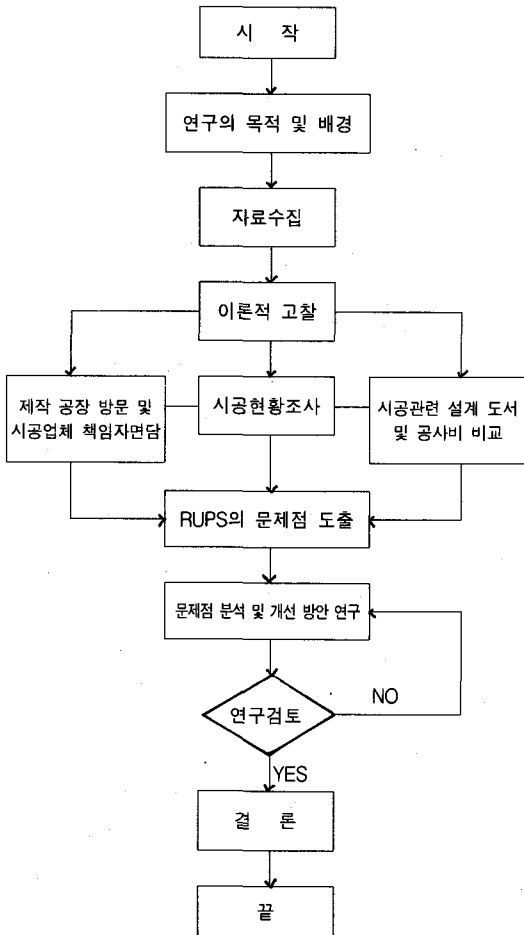 시 작
연구의 목적 및 배경
자료수집
이론적 고찰
제작 공장 방문 및
시공업체 책임자면담
시공현황조사
시공관련 설계 도서
및 공사비 비교
RUPS의 문제점 도출
문제점 분석 및 개선 방안 연구
연구검토
NO
YES
결 론
끝